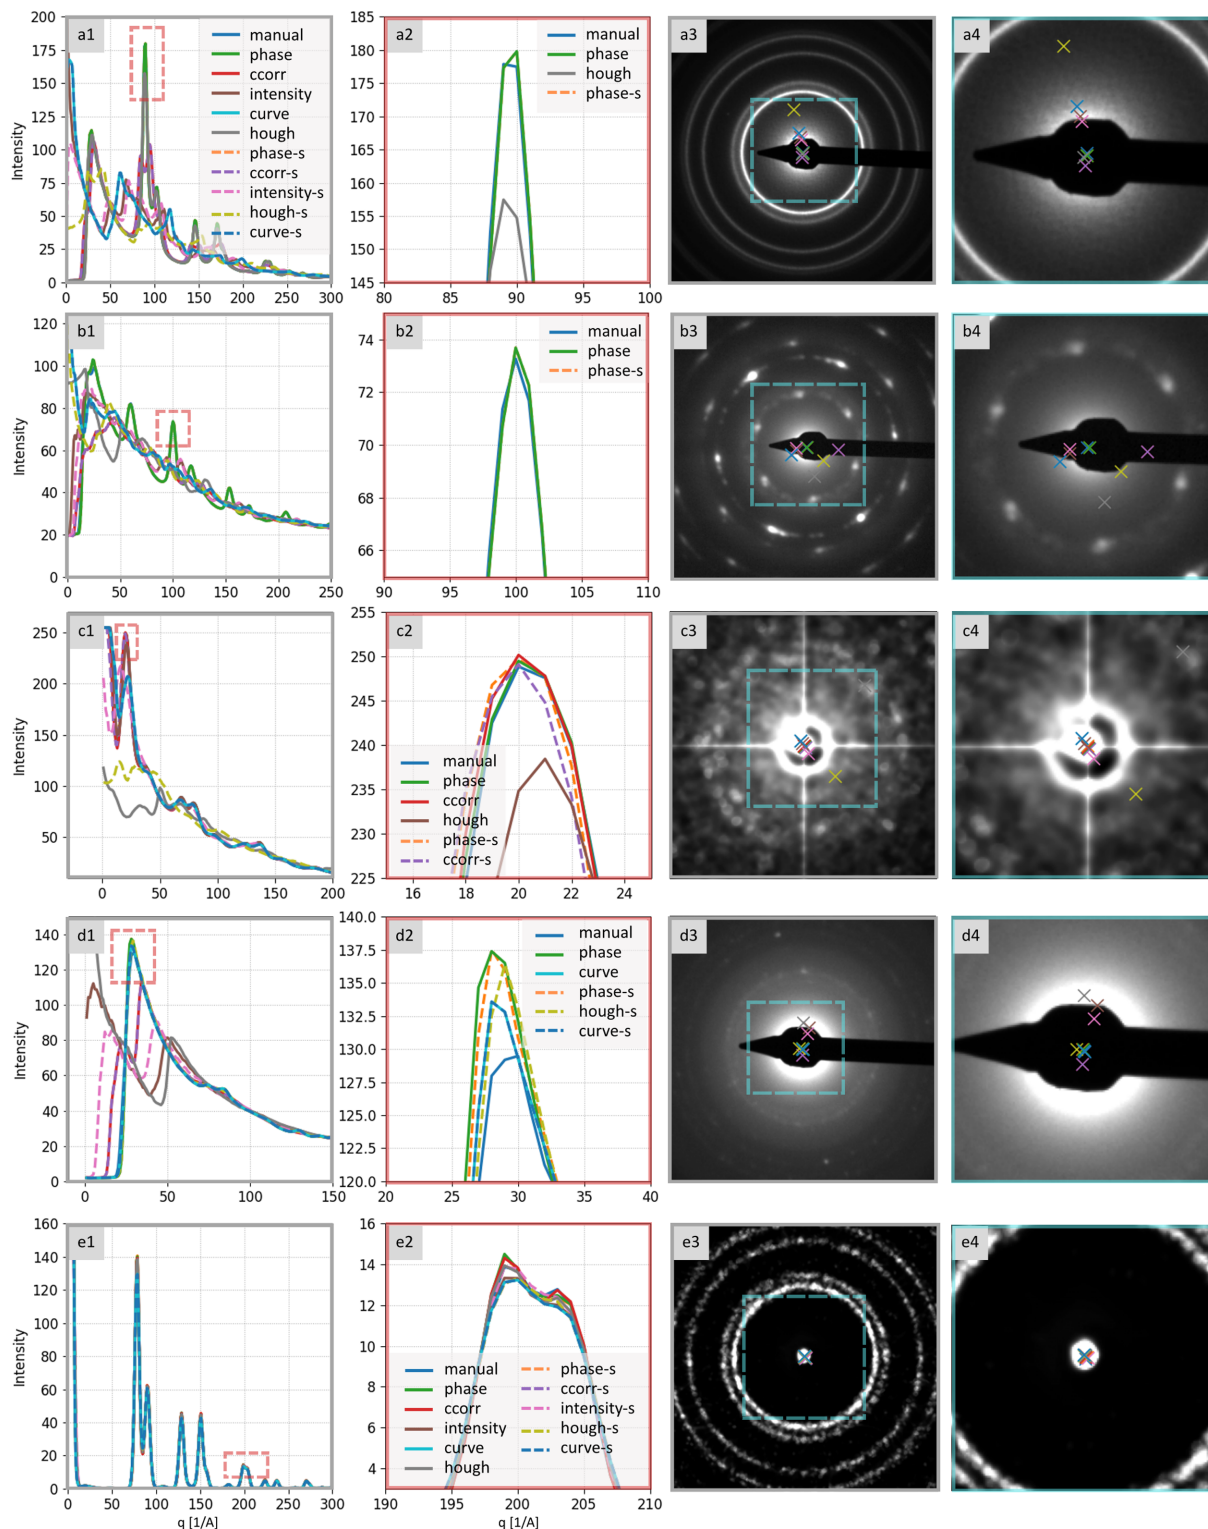 a1
200
175
150
125
100
75
50
25
0
Intensity
0 50 100 150 200 250 300
manual
phase
ccorr
intensity
curve
hough
phase-s
ccorr-s
intensity-s
hough-s
curve-s
a2
185
180
175
170
165
160
155
150
145
80 85 90 95 100
manual
phase
hough
phase-s
a3
a4
b1
120
100
80
60
40
20
0
Intensity
0 50 100 150 200 250
b2
74
72
70
68
66
90 95 100 105 110
manual
phase
phase-s
b3
b4
c1
250
200
150
100
50
Intensity
0 50 100 150 200
c2
255
250
245
240
235
230
225
16 18 20 22 24
manual
phase
ccorr
hough
phase-s
ccorr-s
c3
c4
d1
140
120
100
80
60
40
20
0
Intensity
0 50 100 150
d2
140.0
137.5
135.0
132.5
130.0
127.5
125.0
122.5
120.0
20 25 30 35 40
manual
phase
curve
phase-s
hough-s
curve-s
d3
d4
e1
160
140
120
100
80
60
40
20
0
Intensity
0 50 100 150 200 250 300
q [1/A]
e2
16
14
12
10
8
6
4
190 195 200 205 210
q [1/A]
manual
phase
ccorr
intensity
curve
hough
phase-s
ccorr-s
intensity-s
hough-s
curve-s
e3
e4